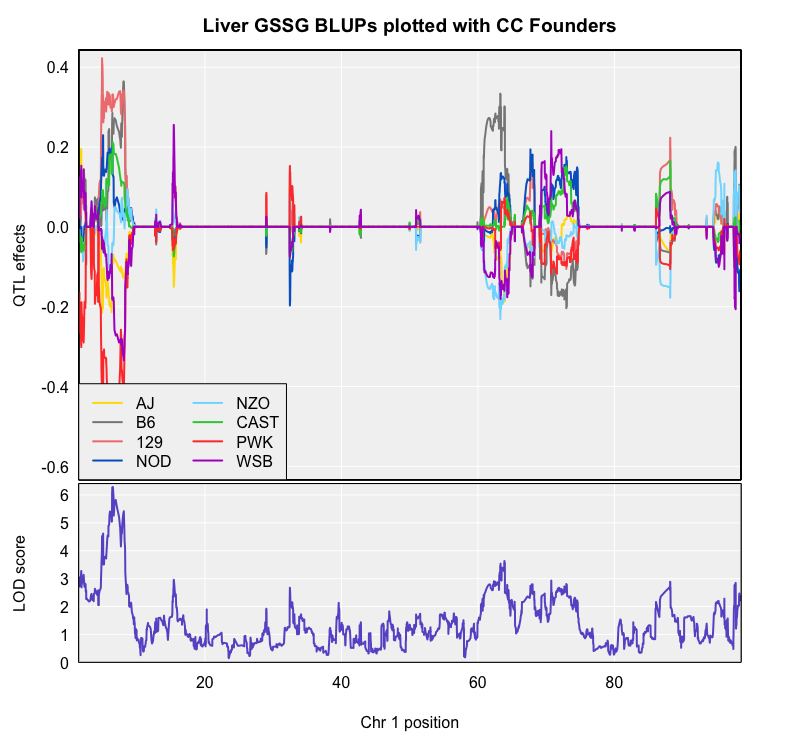 Liver GSSG BLUPs plotted with CC Founders
QTL effects
0.4
0.2
0.0
-0.2
-0.4
-0.6
AJ NZO
B6 CAST
129 PWK
NOD WSB
LOD score
6
5
4
3
2
1
0
20 40 60 80
Chr 1 position